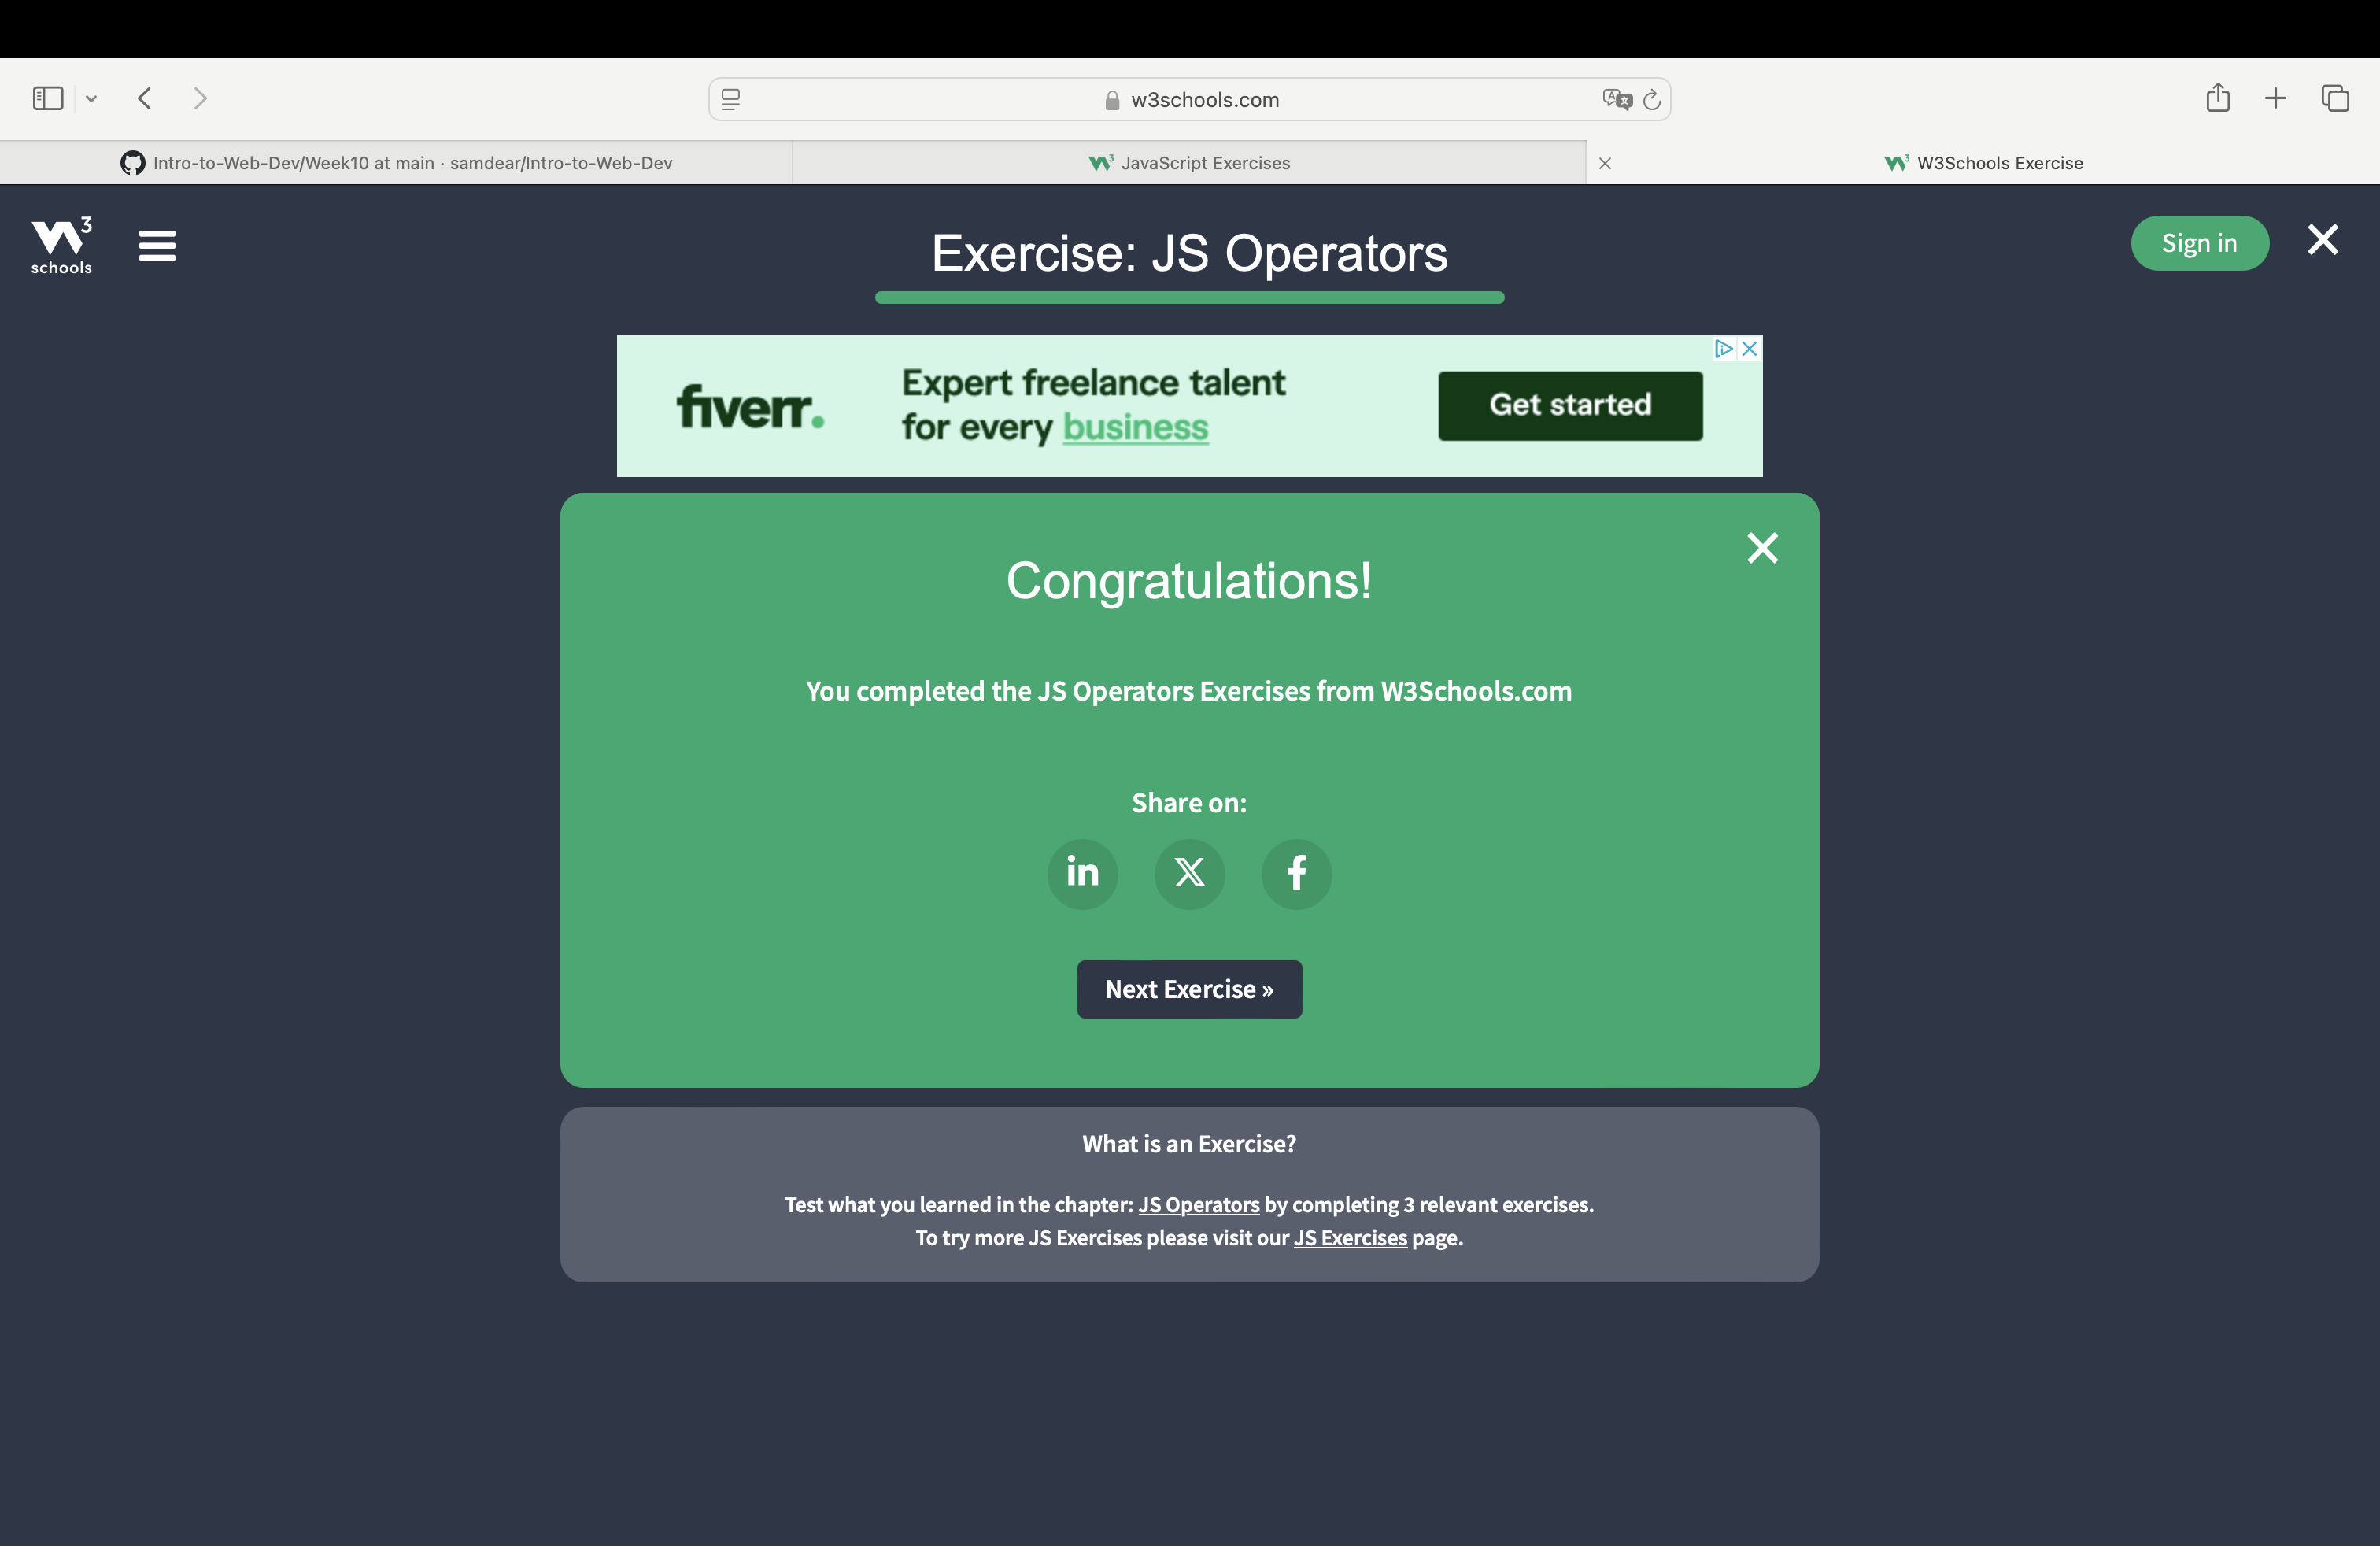 w3schools.com
Intro-to-Web-Dev/Week10 at main · samdear/Intro-to-Web-Dev
W3 JavaScript Exercises
W3 W3Schools Exercise
W3
schools
Exercise: JS Operators
Sign in
fiverr.
Expert freelance talent
for every business
Get started
Congratulations!
You completed the JS Operators Exercises from W3Schools.com
Share on:
in X f
Next Exercise »
What is an Exercise?
Test what you learned in the chapter: JS Operators by completing 3 relevant exercises.
To try more JS Exercises please visit our JS Exercises page.